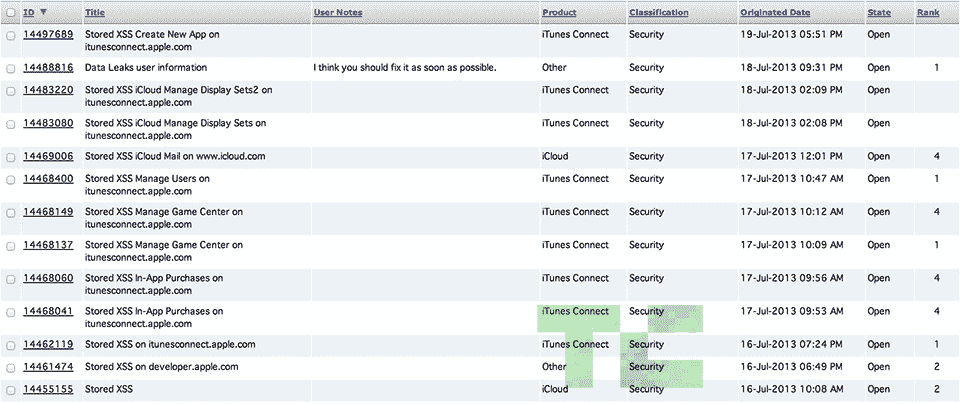 ID ▼ Title User Notes Product Classification Originated Date State Rank
14497689 Stored XSS Create New App on iTunes Connect Security 19-Jul-2013 05:51 PM Open
itunesconnect.apple.com
14488816 Data Leaks user information I think you should fix it as soon as possible. Other Security 18-Jul-2013 09:31 PM Open 1
14483220 Stored XSS iCloud Manage Display Sets2 on iTunes Connect Security 18-Jul-2013 02:09 PM Open
itunesconnect.apple.com
14483080 Stored XSS iCloud Manage Display Sets on iTunes Connect Security 18-Jul-2013 02:08 PM Open
itunesconnect.apple.com
14469006 Stored XSS iCloud Mail on www.icloud.com iCloud Security 17-Jul-2013 12:01 PM Open 4
14468400 Stored XSS Manage Users on iTunes Connect Security 17-Jul-2013 10:47 AM Open 1
itunesconnect.apple.com
14468149 Stored XSS Manage Game Center on iTunes Connect Security 17-Jul-2013 10:12 AM Open 4
itunesconnect.apple.com
14468137 Stored XSS Manage Game Center on iTunes Connect Security 17-Jul-2013 10:09 AM Open 1
itunesconnect.apple.com
14468060 Stored XSS In-App Purchases on iTunes Connect Security 17-Jul-2013 09:56 AM Open 4
itunesconnect.apple.com
14468041 Stored XSS In-App Purchases on iTunes Connect Security 17-Jul-2013 09:53 AM Open 4
itunesconnect.apple.com
14462119 Stored XSS on itunesconnect.apple.com iTunes Connect Security 16-Jul-2013 07:24 PM Open 1
14461474 Stored XSS on developer.apple.com Other Security 16-Jul-2013 06:49 PM Open 2
14455155 Stored XSS iCloud Security 16-Jul-2013 10:08 AM Open 2
TC